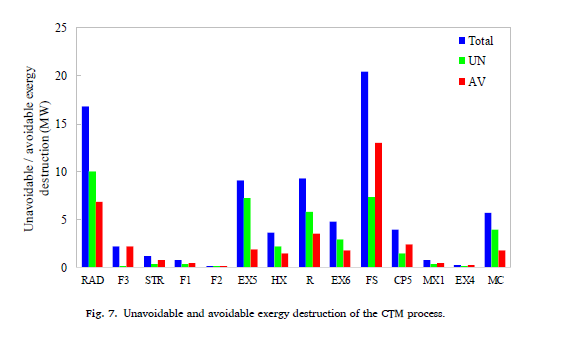 25
20
15
10
5
0
Unavoidable / avoidable exergy
destruction (MW)
Total
UN
AV
RAD F3 STR F1 F2 EX5 HX R EX6 FS CP5 MX1 EX4 MC
Fig. 7. Unavoidable and avoidable exergy destruction of the CTM process.